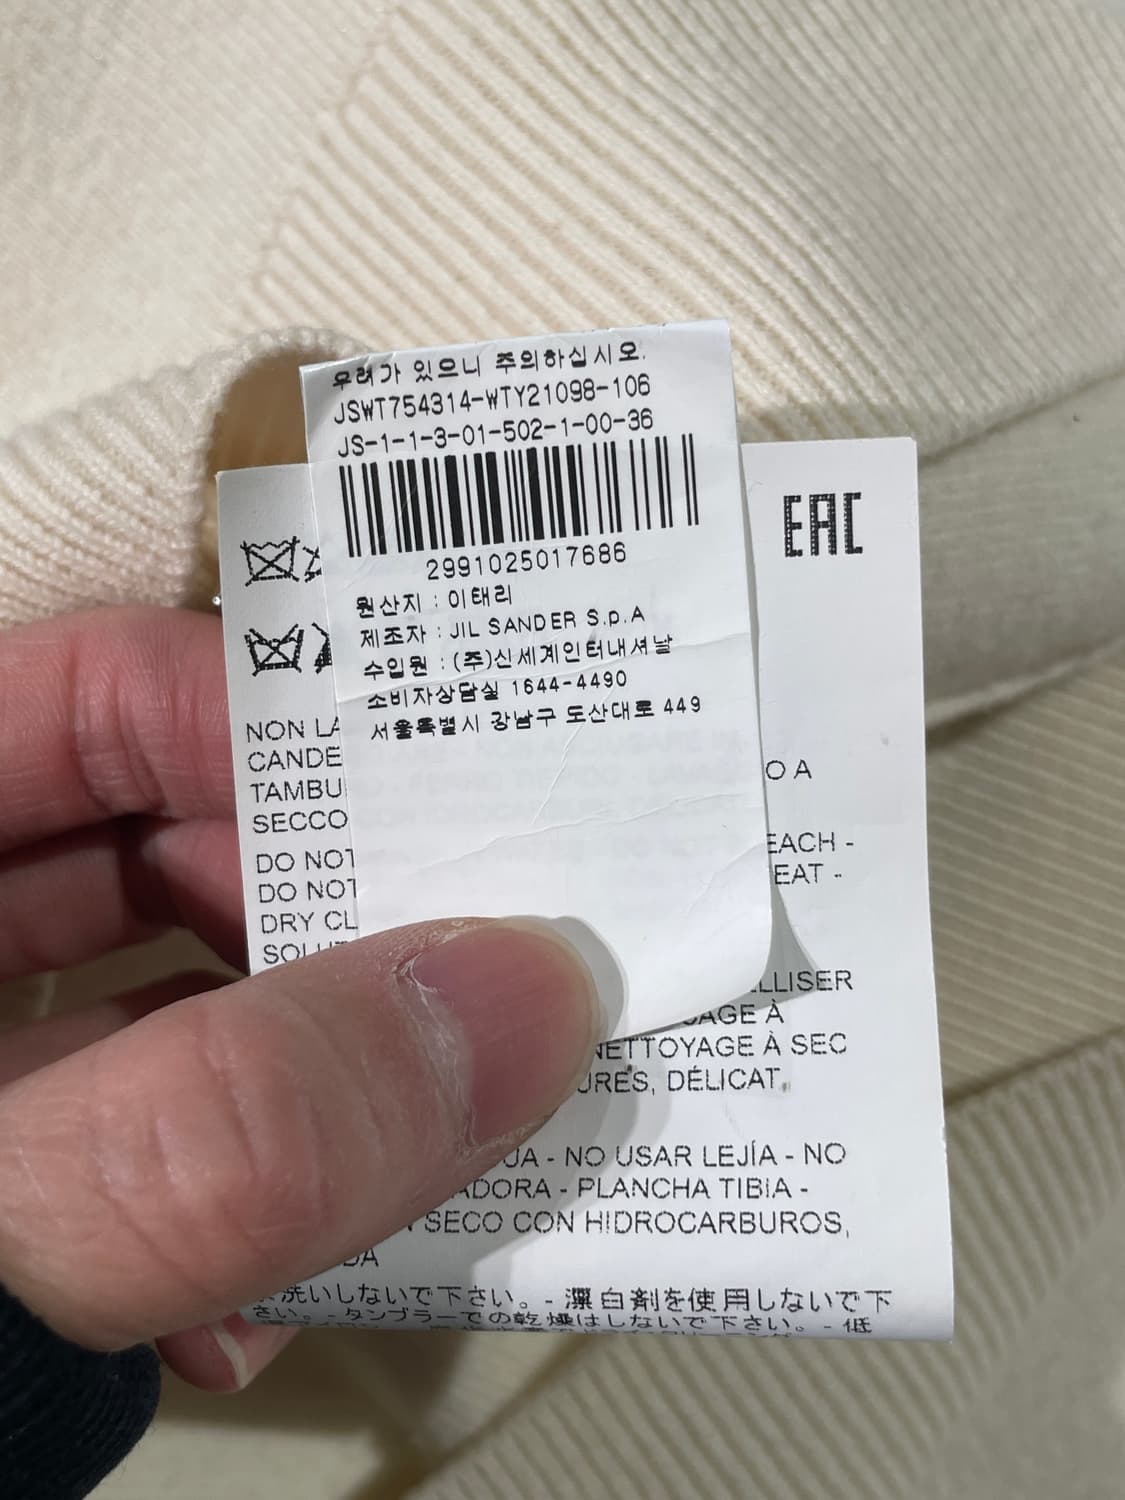 우려가 있으니 주의하십시오.
JSWT754314-WTY21098-106
JS-1-1-3-01-502-1-00-36
2991025017686
원산지 : 이태리
제조자 : JIL SANDER S.p.A
수입원 : (주)신세계인터내셔날
소비자상담실 1644-4490
서울특별시 강남구 도산대로 449
EAC
NON LA
CANDE
TAMBU O A
SECCO
DO NOT EACH -
DO NOT EAT -
DRY CL
LLISER
AGE À
NETTOYAGE À SEC
URES, DÉLICAT.
UA - NO USAR LEJÍA - NO
ADORA - PLANCHA TIBIA -
SECO CON HIDROCARBUROS,
DA
洗いしないで下さい。- 漂白剤を使用しないで下
さい。- タンブラーでの乾燥はしないで下さい。- 低